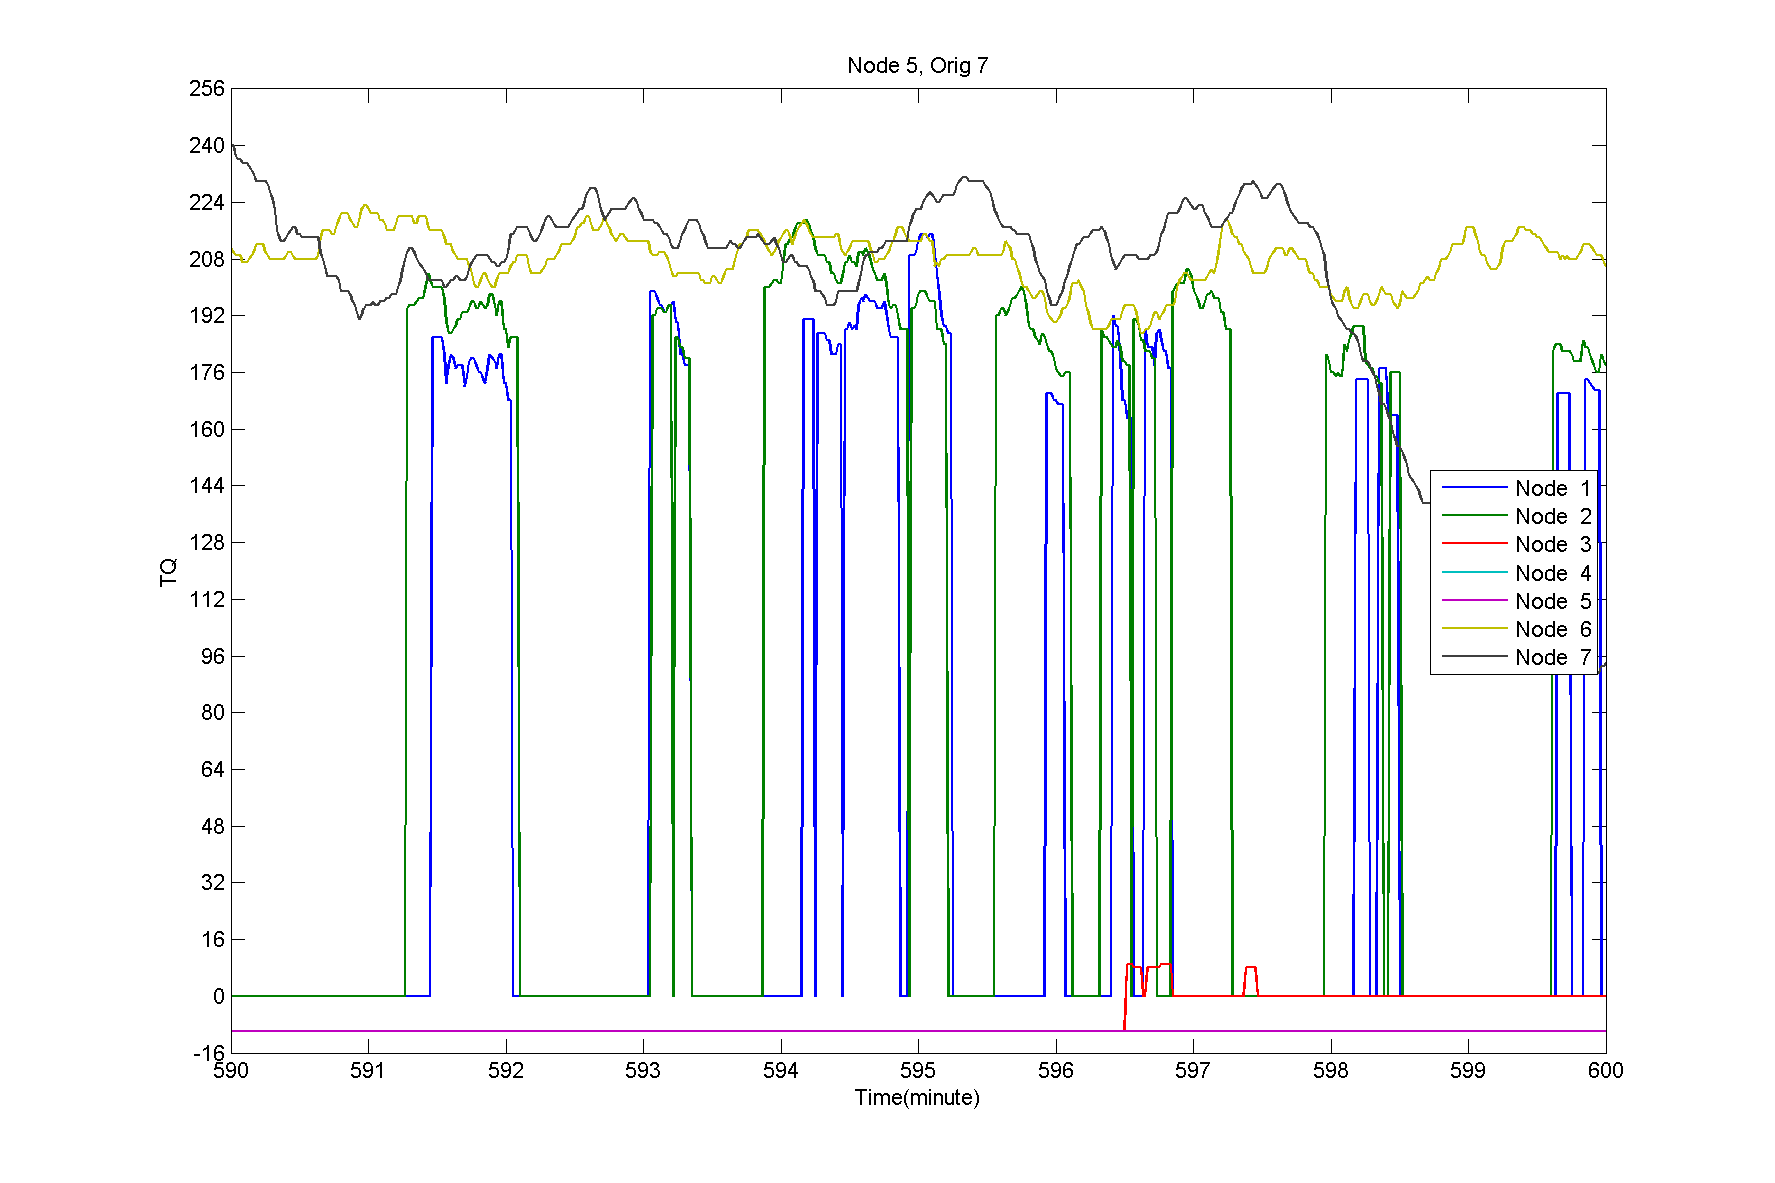 Node 5, Orig 7
256
240
224
208
192
176
160
144
128
112
96
80
64
48
32
16
0
-16
TQ
Node 1
Node 2
Node 3
Node 4
Node 5
Node 6
Node 7
590 591 592 593 594 595 596 597 598 599 600
Time(minute)